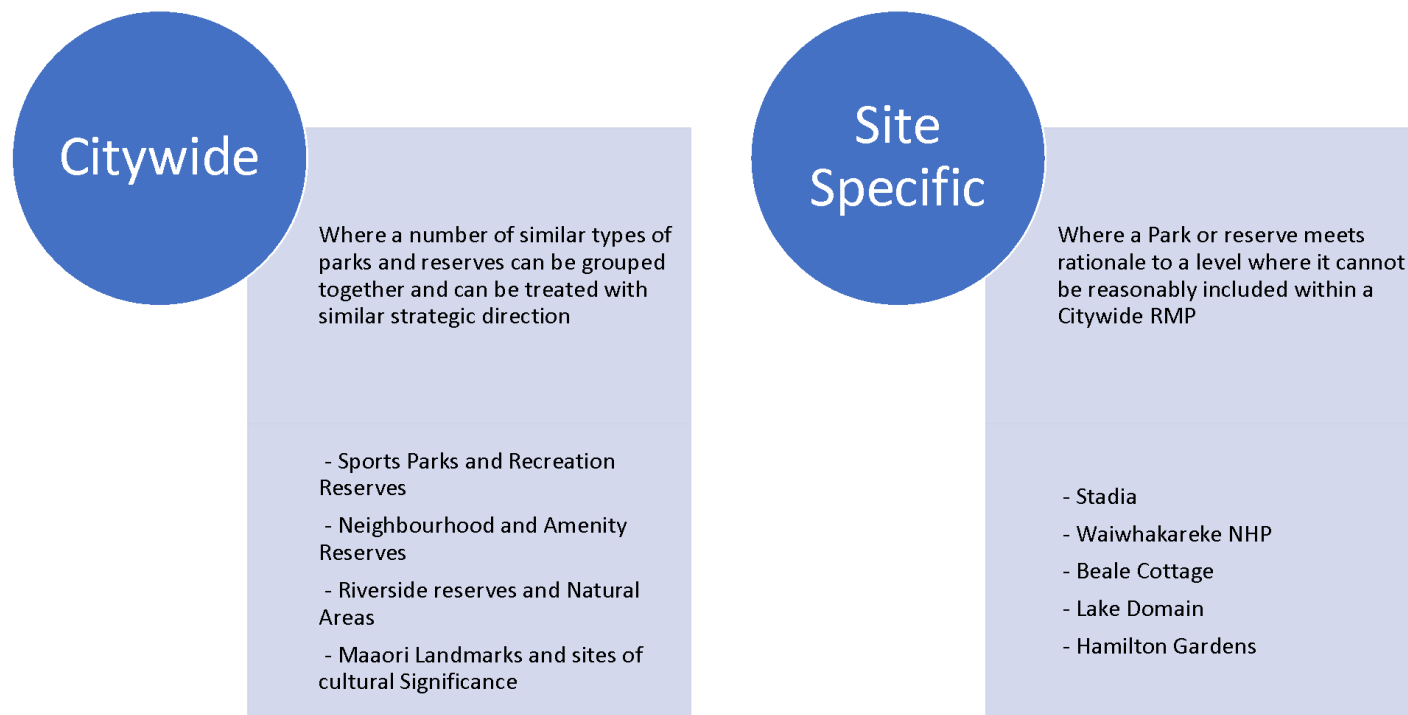 Citywide
Where a number of similar types of
parks and reserves can be grouped
together and can be treated with
similar strategic direction
- Sports Parks and Recreation
Reserves
- Neighbourhood and Amenity
Reserves
- Riverside reserves and Natural
Areas
- Maaori Landmarks and sites of
cultural Significance
Site
Specific
Where a Park or reserve meets
rationale to a level where it cannot
be reasonably included within a
Citywide RMP
- Stadia
- Waiwhakareke NHP
- Beale Cottage
- Lake Domain
- Hamilton Gardens